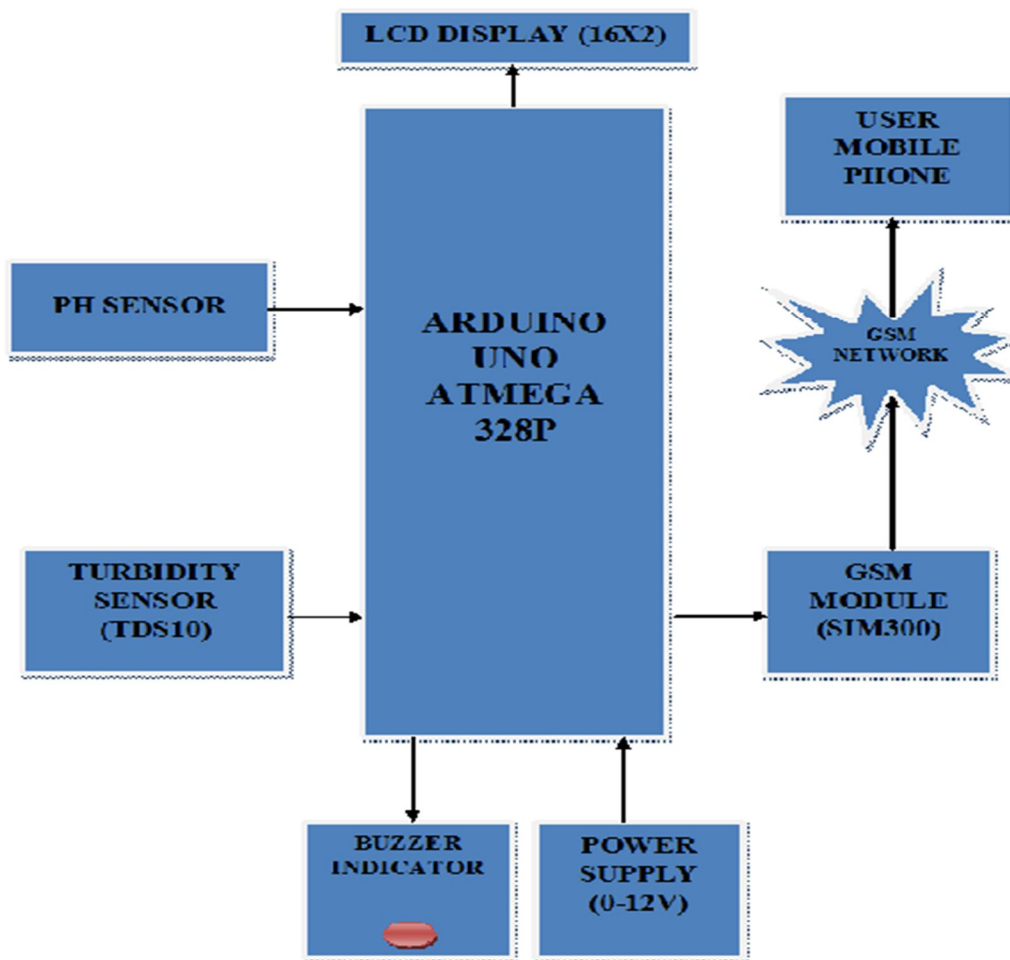 LCD DISPLAY (16X2)
USER
MOBILE
PHONE
PH SENSOR
ARDUINO
UNO
ATMEGA
328P
GSM
NETWORK
TURBIDITY
SENSOR
(TDS10)
GSM
MODULE
(SIM300)
BUZZER
INDICATOR
POWER
SUPPLY
(0-12V)